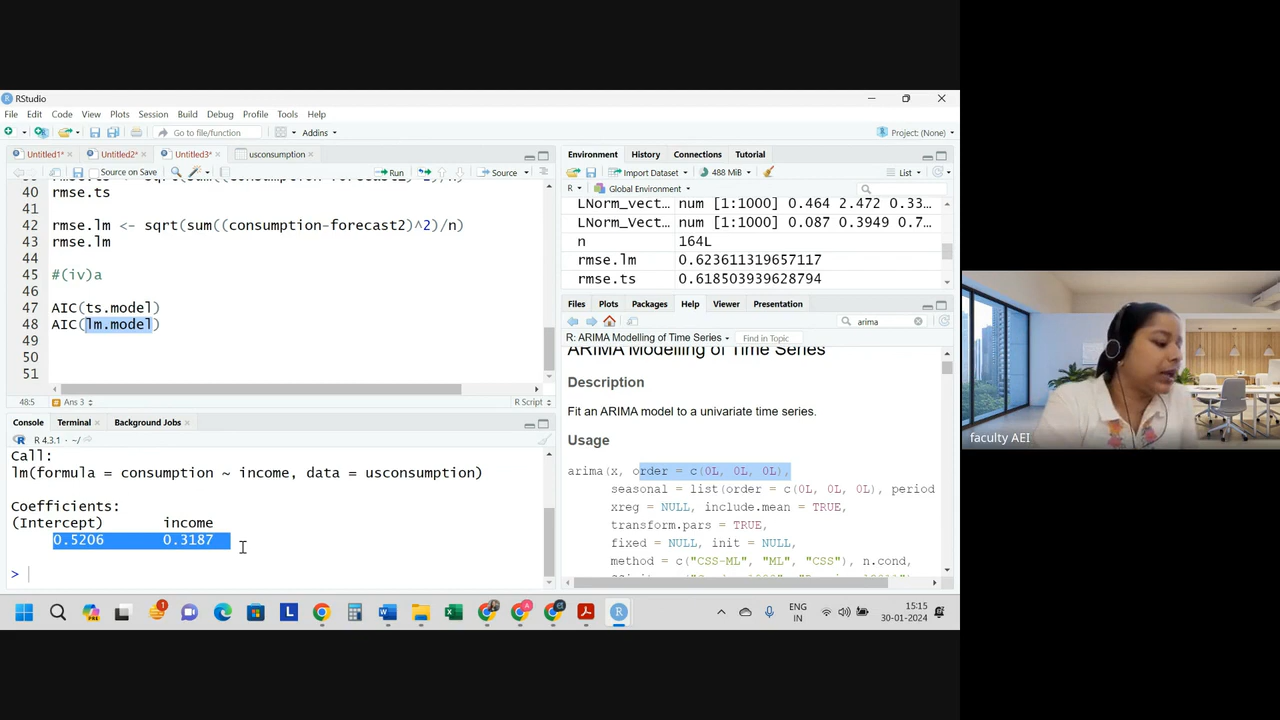 RStudio
File Edit Code View Plots Session Build Debug Profile Tools Help
Go to file/function Addins Project: (None)
Untitled1* Untitled2* Untitled3* usconsumption
Source on Save Run Source
40 rmse.ts
41
42 rmse.lm <- sqrt(sum((consumption-forecast2)^2)/n)
43 rmse.lm
44
45 #(iv)a
46
47 AIC(ts.model)
48 AIC(lm.model)
49
50
51
48:5 Ans 3 R Script
Console Terminal Background Jobs
R 4.3.1 · ~/
Call:
lm(formula = consumption ~ income, data = usconsumption)
Coefficients:
(Intercept) income
0.5206 0.3187
>
Environment History Connections Tutorial
Import Dataset 488 MiB List
R Global Environment
LNorm_Vect… num [1:1000] 0.464 2.472 0.33…
LNorm_Vect… num [1:1000] 0.087 0.3949 0.7…
n 164L
rmse.lm 0.623611319657117
rmse.ts 0.618503939628794
Files Plots Packages Help Viewer Presentation
arima
R: ARIMA Modelling of Time Series Find in Topic
ARIMA Modelling of Time Series
Description
Fit an ARIMA model to a univariate time series.
Usage
arima(x, order = c(0L, 0L, 0L),
seasonal = list(order = c(0L, 0L, 0L), period
xreg = NULL, include.mean = TRUE,
transform.pars = TRUE,
fixed = NULL, init = NULL,
method = c("CSS-ML", "ML", "CSS"), n.cond,
faculty AEI
ENG
IN
15:15
30-01-2024